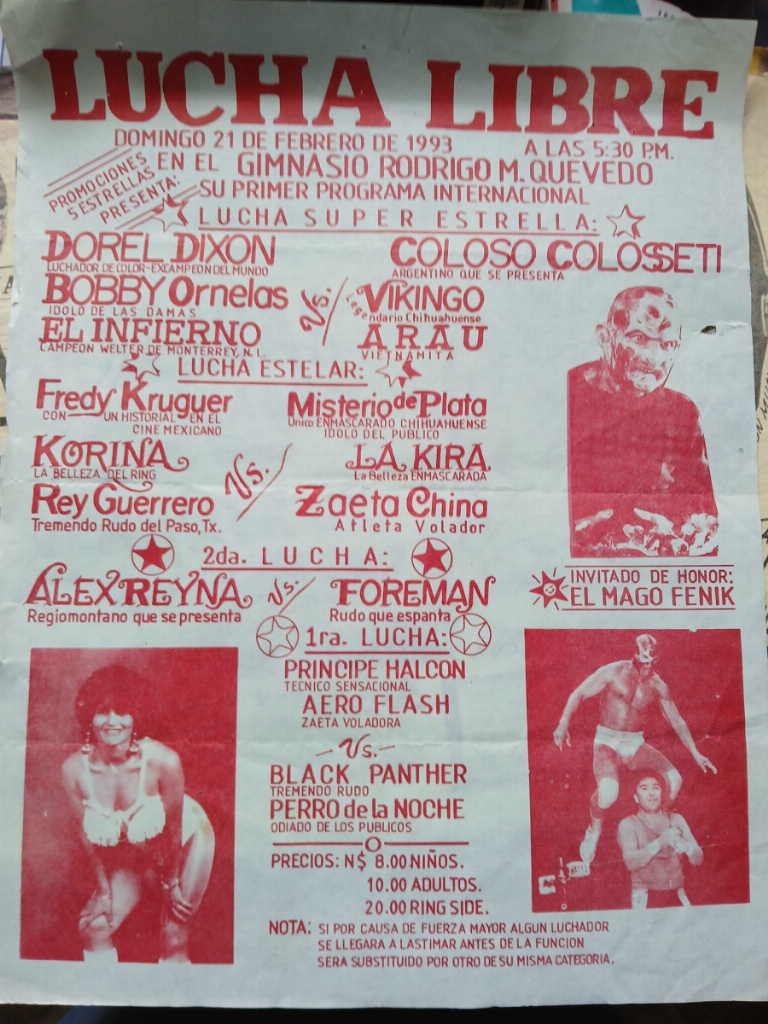 LUCHA LIBRE
DOMINGO 21 DE FEBRERO DE 1993 A LAS 5:30 P.M.
PROMOCIONES
5 ESTRELLAS
PRESENTA:
EN EL GIMNASIO RODRIGO M. QUEVEDO
SU PRIMER PROGRAMA INTERNACIONAL
LUCHA SUPER ESTRELLA:
DOREL DIXON
LUCHADOR DE COLOR-EXCAMPEON DEL MUNDO
BOBBY Ornelas
IDOLO DE LAS DAMAS
EL INFIERNO
CAMPEON WELTER DE MONTERREY, N.L.
Vs.
COLOSO COLOSSETI
ARGENTINO QUE SE PRESENTA
VIKINGO
Legendario Chihuahuense
ARAU
VIETNAMITA
LUCHA ESTELAR:
Fredy Kruguer
CON UN HISTORIAL EN EL
CINE MEXICANO
KORINA
LA BELLEZA DEL RING
Rey Guerrero
Tremendo Rudo del Paso, Tx.
Vs.
Misterio de Plata
Unico ENMASCARADO CHIHUAHUENSE
IDOLO DEL PUBLICO
LA KIRA
La Belleza ENMASCARADA
Zaeta China
Atleta Volador
2da. LUCHA:
ALEX REYNA Vs. FOREMAN
Regiomontano que se presenta Rudo que espanta
INVITADO DE HONOR:
EL MAGO FENIK
1ra. LUCHA:
PRINCIPE HALCON
TECNICO SENSACIONAL
AERO FLASH
ZAETA VOLADORA
-Vs.-
BLACK PANTHER
TREMENDO RUDO
PERRO de la NOCHE
ODIADO DE LOS PUBLICOS
PRECIOS: N$ 8.00 NIÑOS.
10.00 ADULTOS.
20.00 RING SIDE.
NOTA: SI POR CAUSA DE FUERZA MAYOR ALGUN LUCHADOR
SE LLEGARA A LASTIMAR ANTES DE LA FUNCION
SERA SUBSTITUIDO POR OTRO DE SU MISMA CATEGORIA.